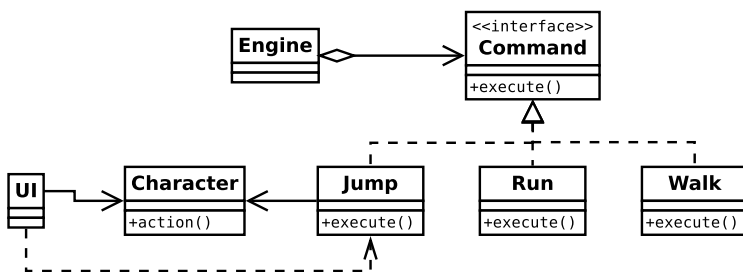 <<interface>>
Engine
Command
+execute()
UI
Character
Jump
Run
Walk
+action()
+execute()
+execute()
+execute()